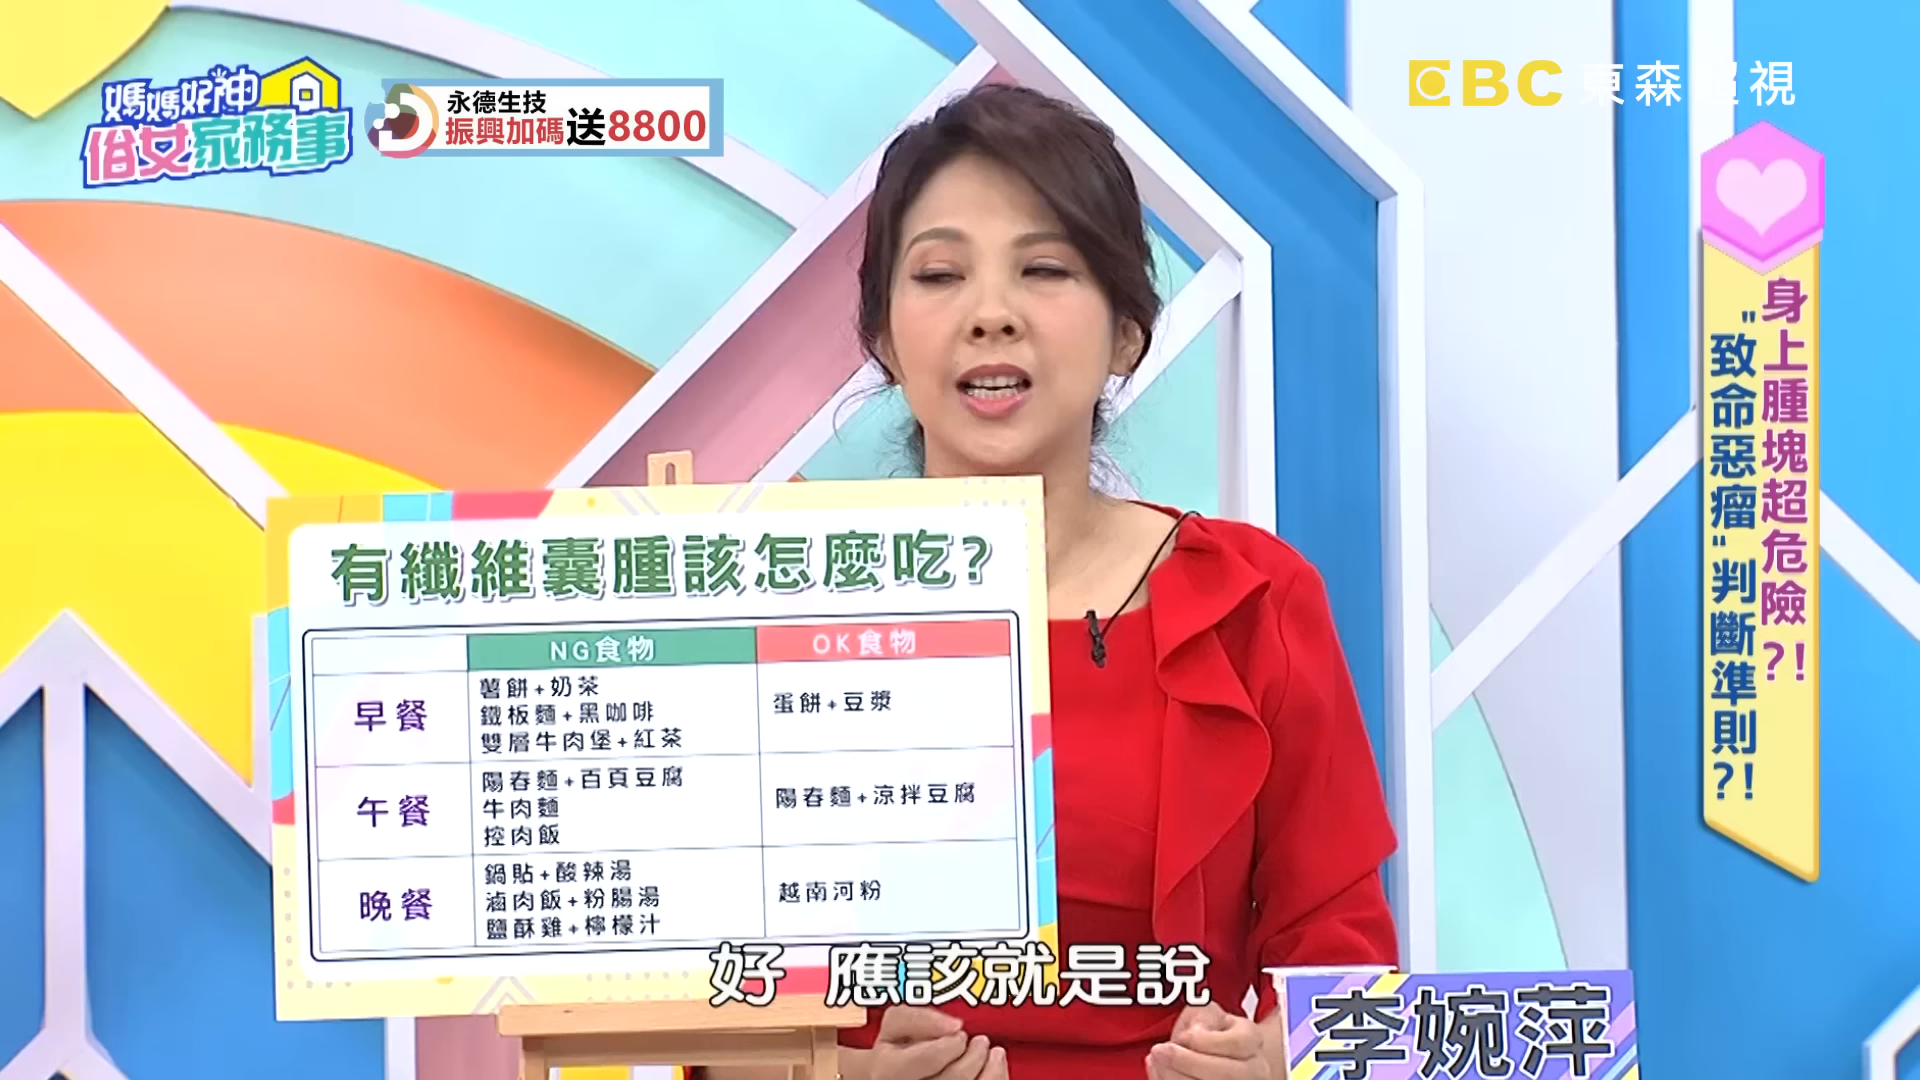 媽媽好神
俗女家務事
永德生技
振興加碼送8800
EBC 東森超視
身上腫塊超危險?!
"致命惡瘤"判斷準則?!
有纖維囊腫該怎麼吃?
NG食物
OK食物
早餐
薯餅+奶茶
鐵板麵+黑咖啡
雙層牛肉堡+紅茶
蛋餅+豆漿
午餐
陽春麵+百頁豆腐
牛肉麵
控肉飯
陽春麵+涼拌豆腐
晚餐
鍋貼+酸辣湯
滷肉飯+粉腸湯
鹽酥雞+檸檬汁
越南河粉
好 應該就是說
李婉萍